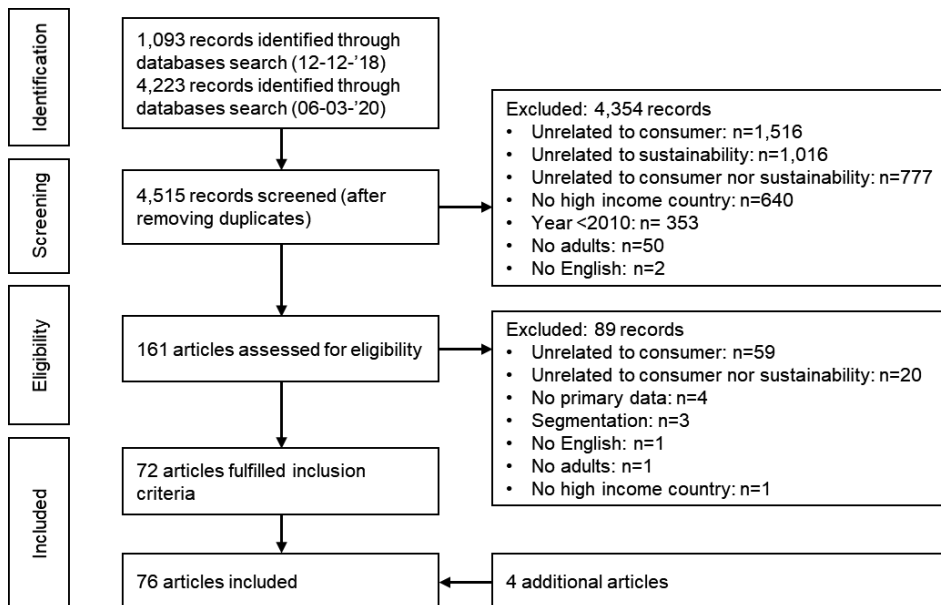 Identification
1,093 records identified through
databases search (12-12-’18)
4,223 records identified through
databases search (06-03-’20)
Screening
4,515 records screened (after
removing duplicates)
Excluded: 4,354 records
• Unrelated to consumer: n=1,516
• Unrelated to sustainability: n=1,016
• Unrelated to consumer nor sustainability: n=777
• No high income country: n=640
• Year <2010: n= 353
• No adults: n=50
• No English: n=2
Eligibility
161 articles assessed for eligibility
Excluded: 89 records
• Unrelated to consumer: n=59
• Unrelated to consumer nor sustainability: n=20
• No primary data: n=4
• Segmentation: n=3
• No English: n=1
• No adults: n=1
• No high income country: n=1
Included
72 articles fulfilled inclusion
criteria
76 articles included
4 additional articles